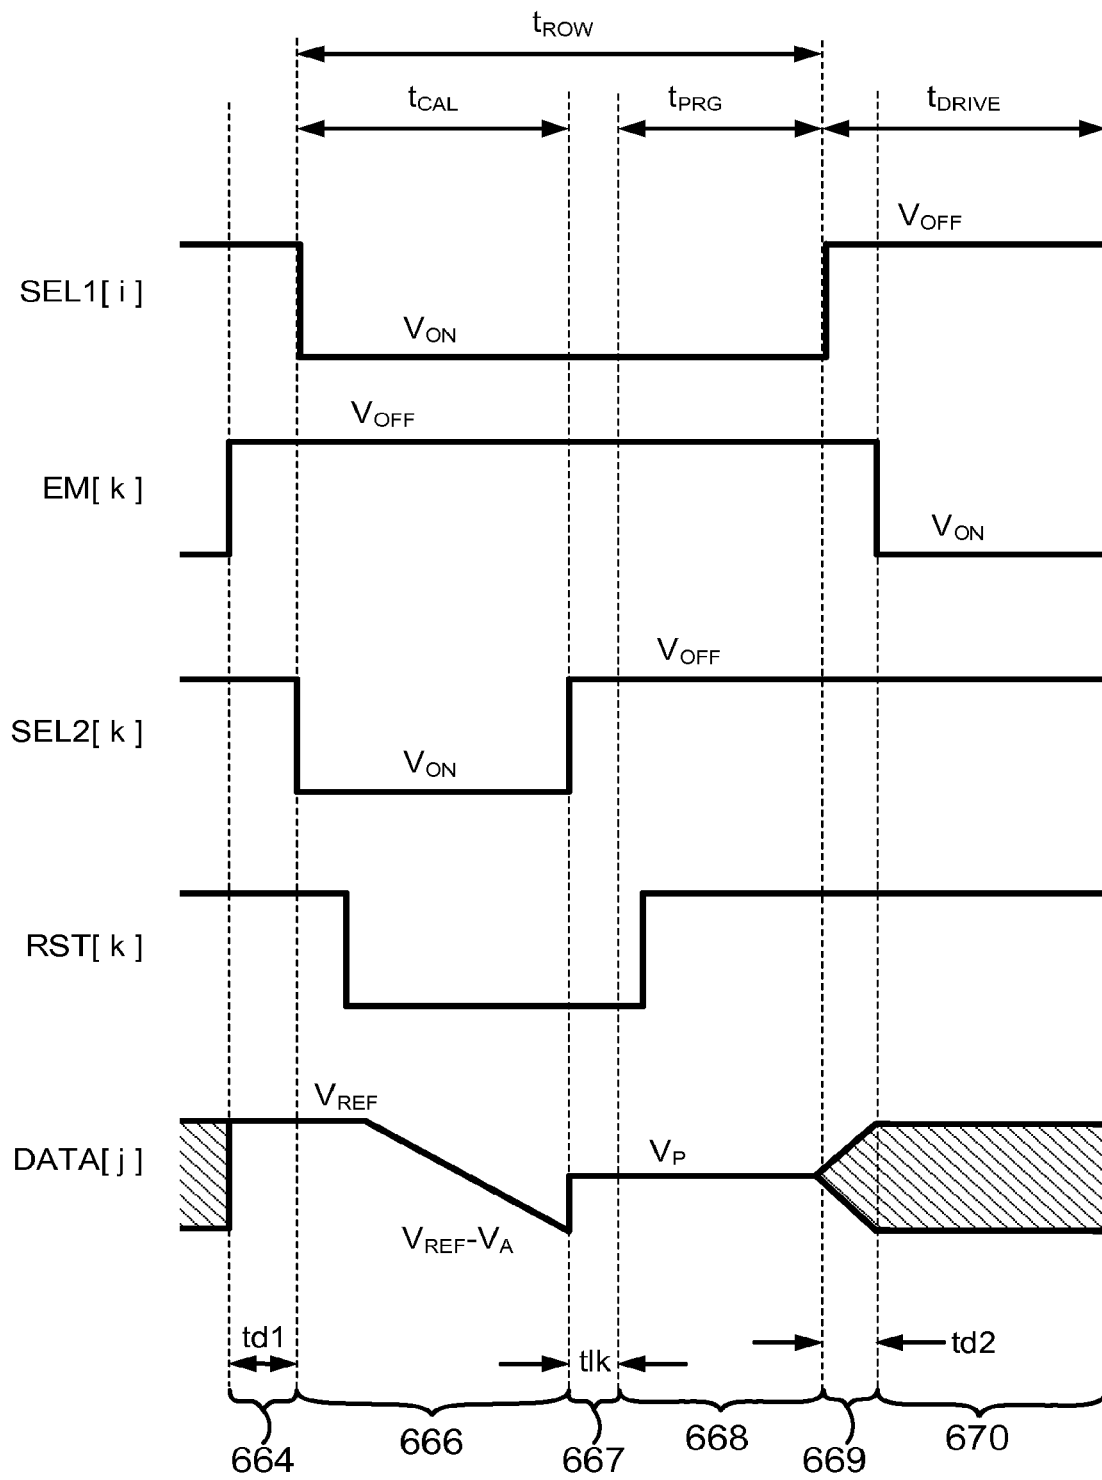 tROW
tCAL tPRG tDRIVE
VOFF
SEL1[ i ]
VON
VOFF
EM[ k ]
VON
VOFF
SEL2[ k ]
VON
RST[ k ]
VREF
DATA[ j ]
VP
VREF-VA
td1 tlk td2
664 666 667 668 669 670